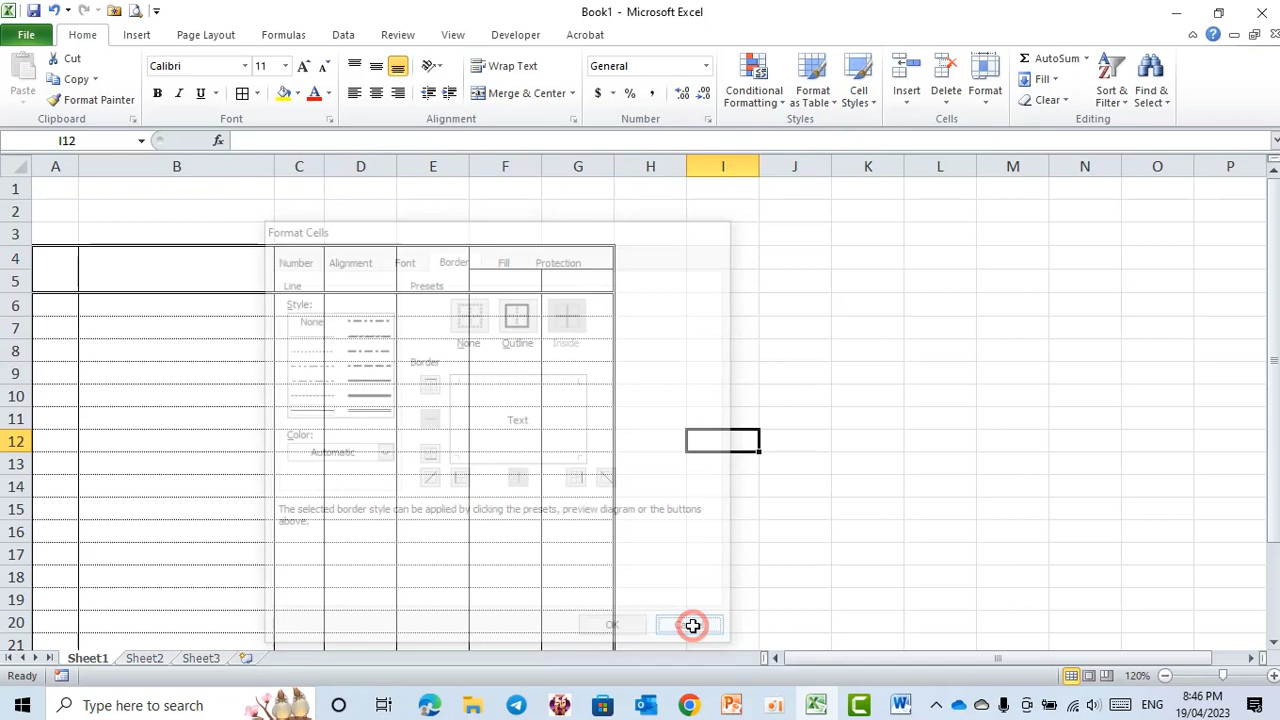 Book1 - Microsoft Excel
File Home Insert Page Layout Formulas Data Review View Developer Acrobat
Paste Cut Copy Format Painter Clipboard
Calibri 11 B I U A A A Font
Wrap Text Merge & Center Alignment
General $ % , Number
Conditional Formatting Format as Table Cell Styles Styles
Insert Delete Format Cells
Σ AutoSum Fill Clear Sort & Filter Find & Select Editing
I12 fx
A B C D E F G H I J K L M N O P
1
2
3
4
5
6
7
8
9
10
11
12
13
14
15
16
17
18
19
20
21
Format Cells
Number Alignment Font Border Fill Protection
Line Presets
Style:
None
None Outline Inside
Border
Text
Color:
Automatic
The selected border style can be applied by clicking the presets, preview diagram or the buttons
above.
OK
Sheet1 Sheet2 Sheet3
Ready 120%
Type here to search
ENG 8:46 PM
19/04/2023